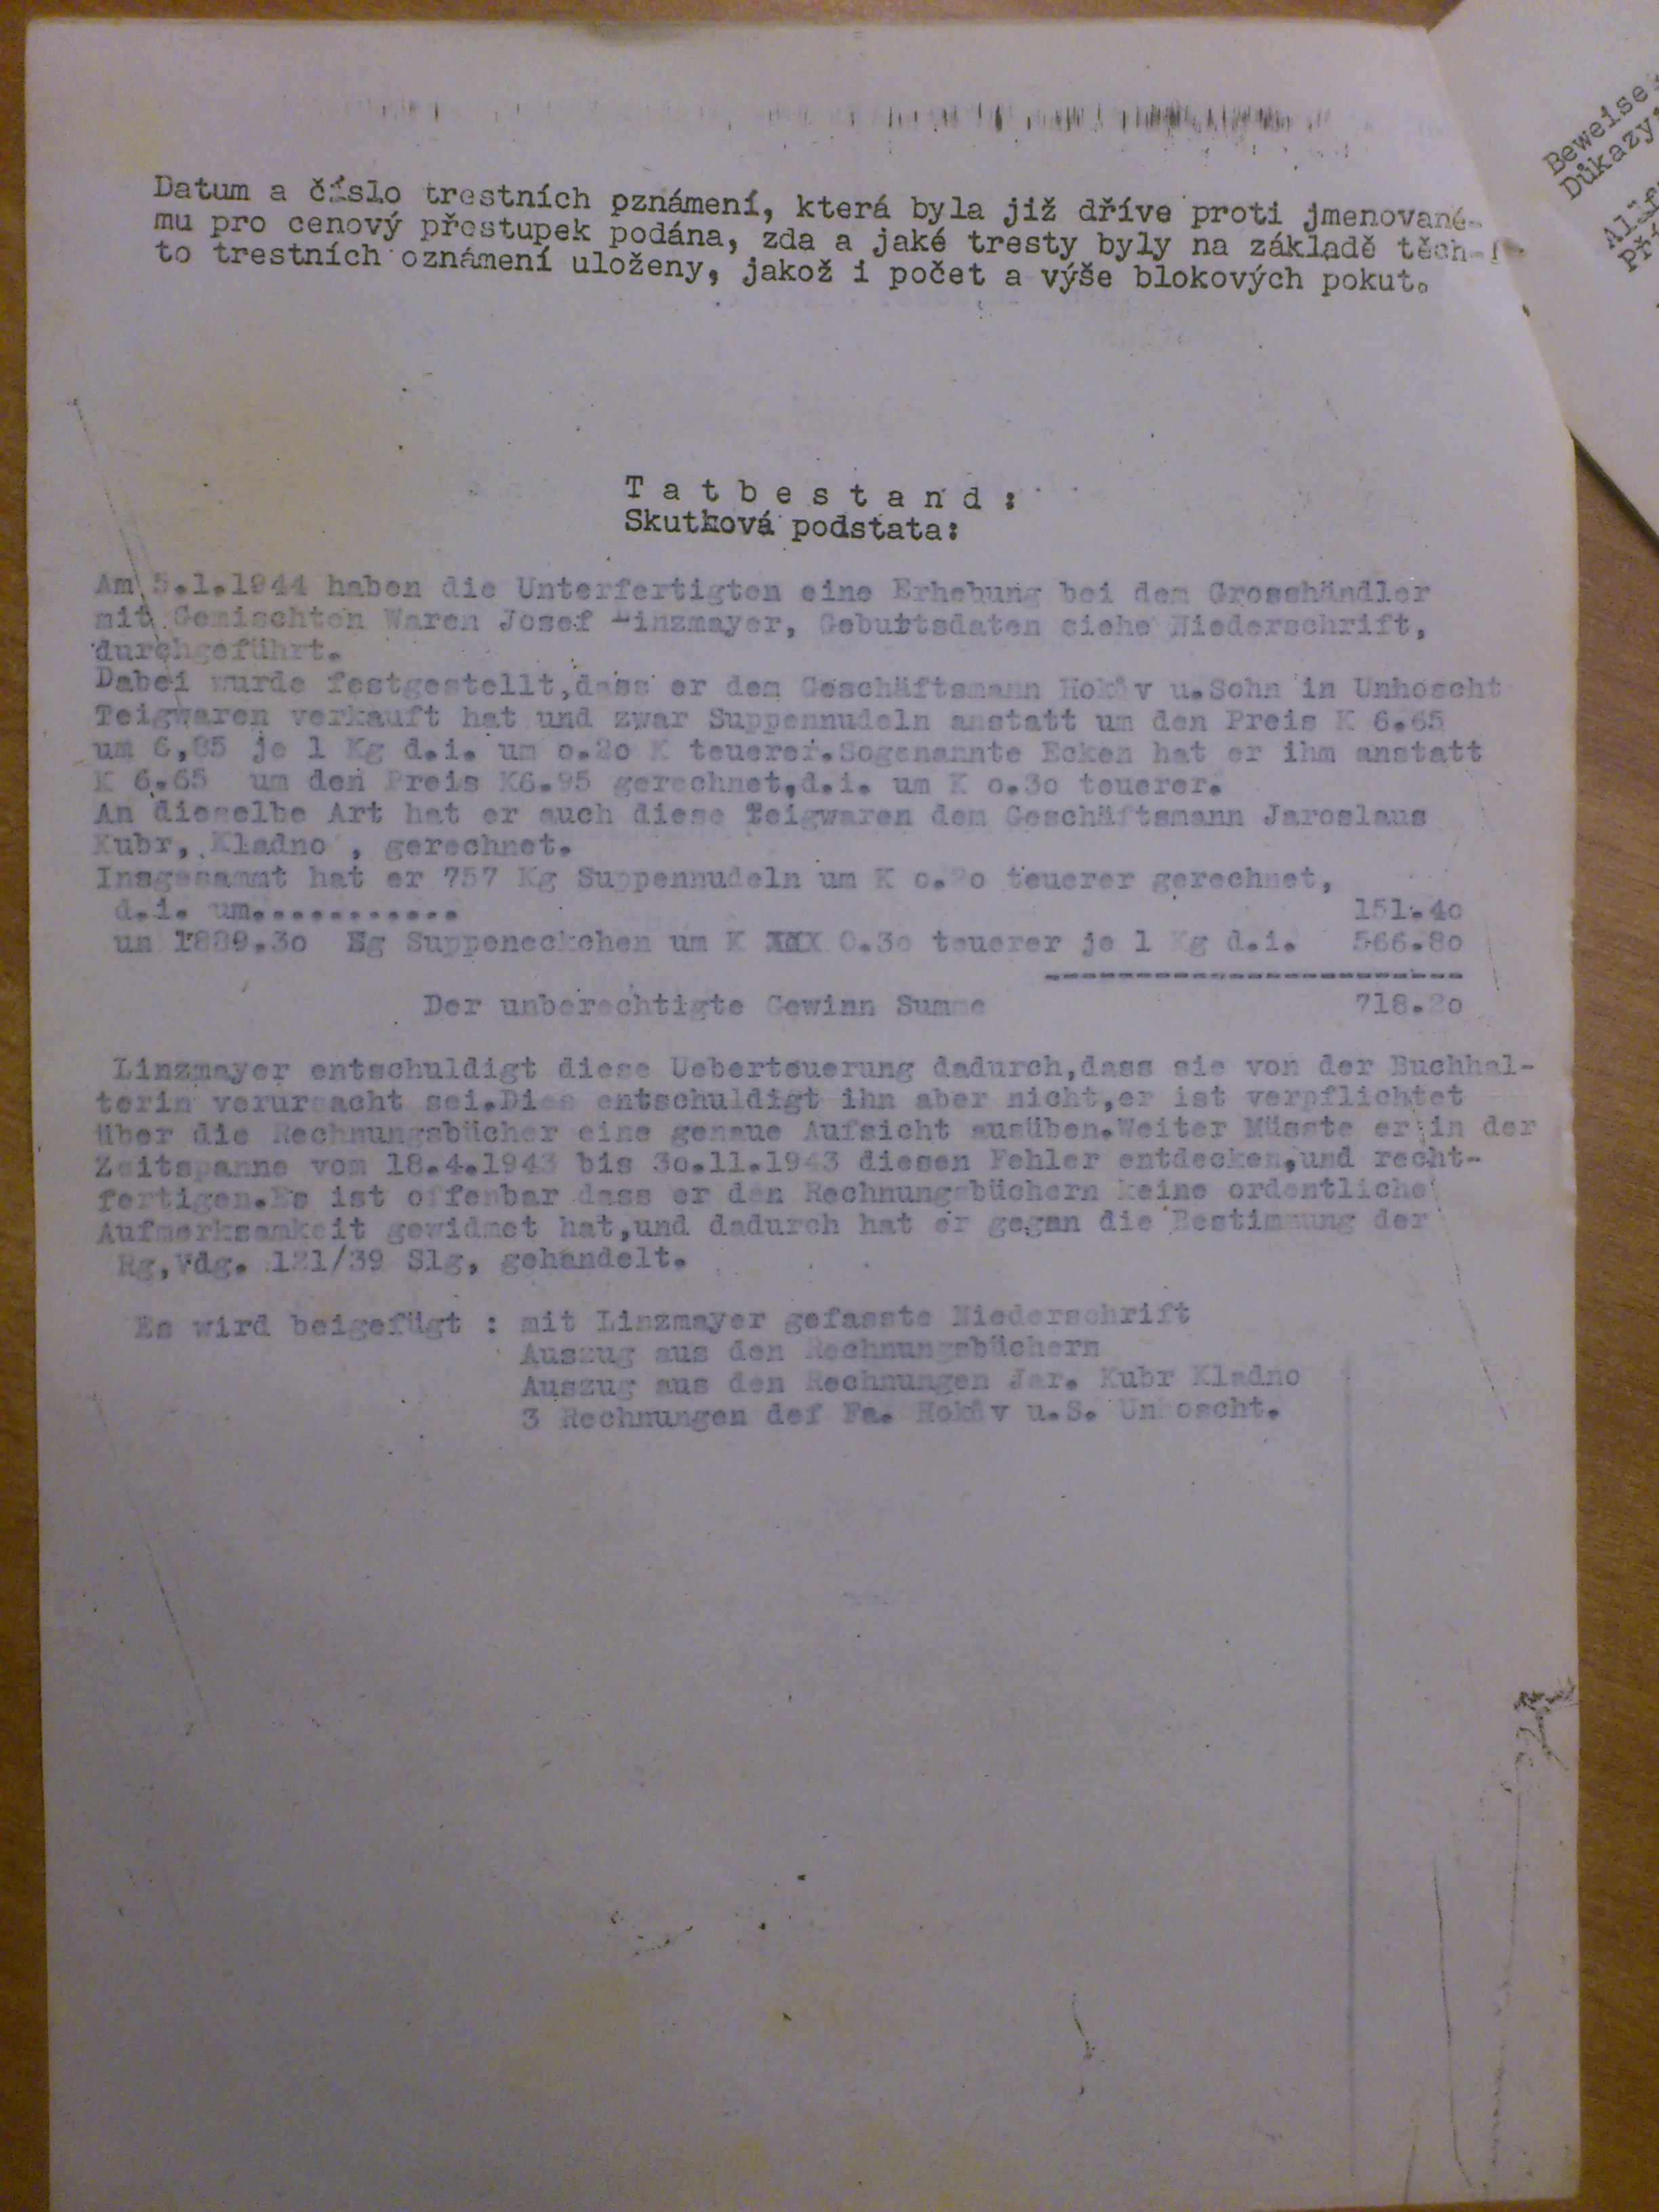 Datum a číslo trestních oznámení, která byla již dříve proti jmenované-
mu pro cenový přestupek podána, zda a jaké tresty byly na základě těch-
to trestních oznámení uloženy, jakož i počet a výše blokových pokut.
T a t b e s t a n d :
Skutková podstata:
Am 5.1.1944 haben die Unterfertigten eine Erhebung bei dem Grosshändler
mit Gemischten Waren Josef Linzmayer, Geburtsdaten siehe Niederschrift,
durchgeführt.
Dabei wurde festgestellt,dass er dem Geschäftsmann Hokův u.Sohn in Unhoscht
Teigwaren verkauft hat und zwar Suppennudeln anstatt um den Preis K 6.65
um 6,85 je 1 Kg d.i. um o.2o K teuerer.Sogenannte Ecken hat er ihm anstatt
K 6.65 um den Preis K6.95 gerechnet,d.i. um K o.3o teuerer.
An dieselbe Art hat er auch diese Teigwaren dem Geschäftsmann Jaroslaus
Kubr, Kladno , gerechnet.
Insgesammt hat er 757 Kg Suppennudeln um K o.2o teuerer gerechnet,
d.i. um........... 151.4o
un 1889.3o Kg Suppeneckchen um K XXX 0.3o teuerer je 1 Kg d.i. 566.8o
Der unberechtigte Gewinn Summe 718.2o
Linzmayer entschuldigt diese Ueberteuerung dadurch,dass sie von der Buchhal-
terin verursacht sei.Dies entschuldigt ihn aber nicht,er ist verpflichtet
über die Rechnungsbücher eine genaue Aufsicht ausüben.Weiter Müsste er in der
Zeitspanne vom 18.4.1943 bis 3o.11.1943 diesen Fehler entdecken,und recht-
fertigen.Es ist offenbar dass er den Rechnungsbüchern keine ordentliche
Aufmerksamkeit gewidmet hat,und dadurch hat er gegen die Bestimmung der
Rg,Vdg. 121/39 Slg, gehandelt.
Es wird beigefügt : mit Linzmayer gefasste Niederschrift
Auszug aus den Rechnungsbüchern
Auszug aus den Rechnungen Jar. Kubr Kladno
3 Rechnungen def Fa. Hokův u.S. Unhoscht.
Beweise
Důkazy